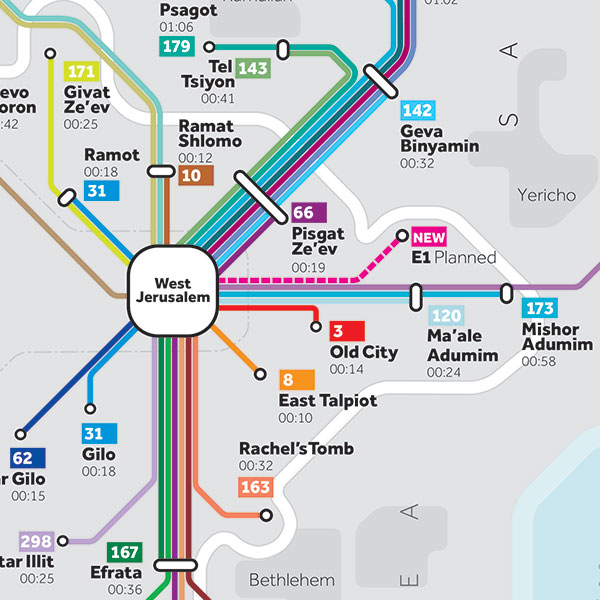 Psagot
01:06
179
Tel
Tsiyon
143
00:41
01:02
171
Givat
Ze'ev
00:25
evo
oron
:42
Ramat
Shlomo
00:12
10
Ramot
00:18
31
142
Geva
Binyamin
00:32
S A
Yericho
66
Pisgat
Ze'ev
00:19
NEW
E1 Planned
West
Jerusalem
120
Ma'ale
Adumim
00:24
173
Mishor
Adumim
00:58
3
Old City
00:14
8
East Talpiot
00:10
31
Gilo
00:18
62
r Gilo
00:15
Rachel'sTomb
00:32
163
298
tar Illit
00:25
167
Efrata
00:36
Bethlehem
E A